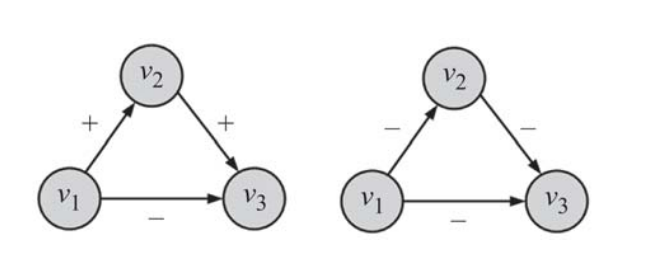 v2 v2
+ + − −
v1 v3 v1 v3
− −